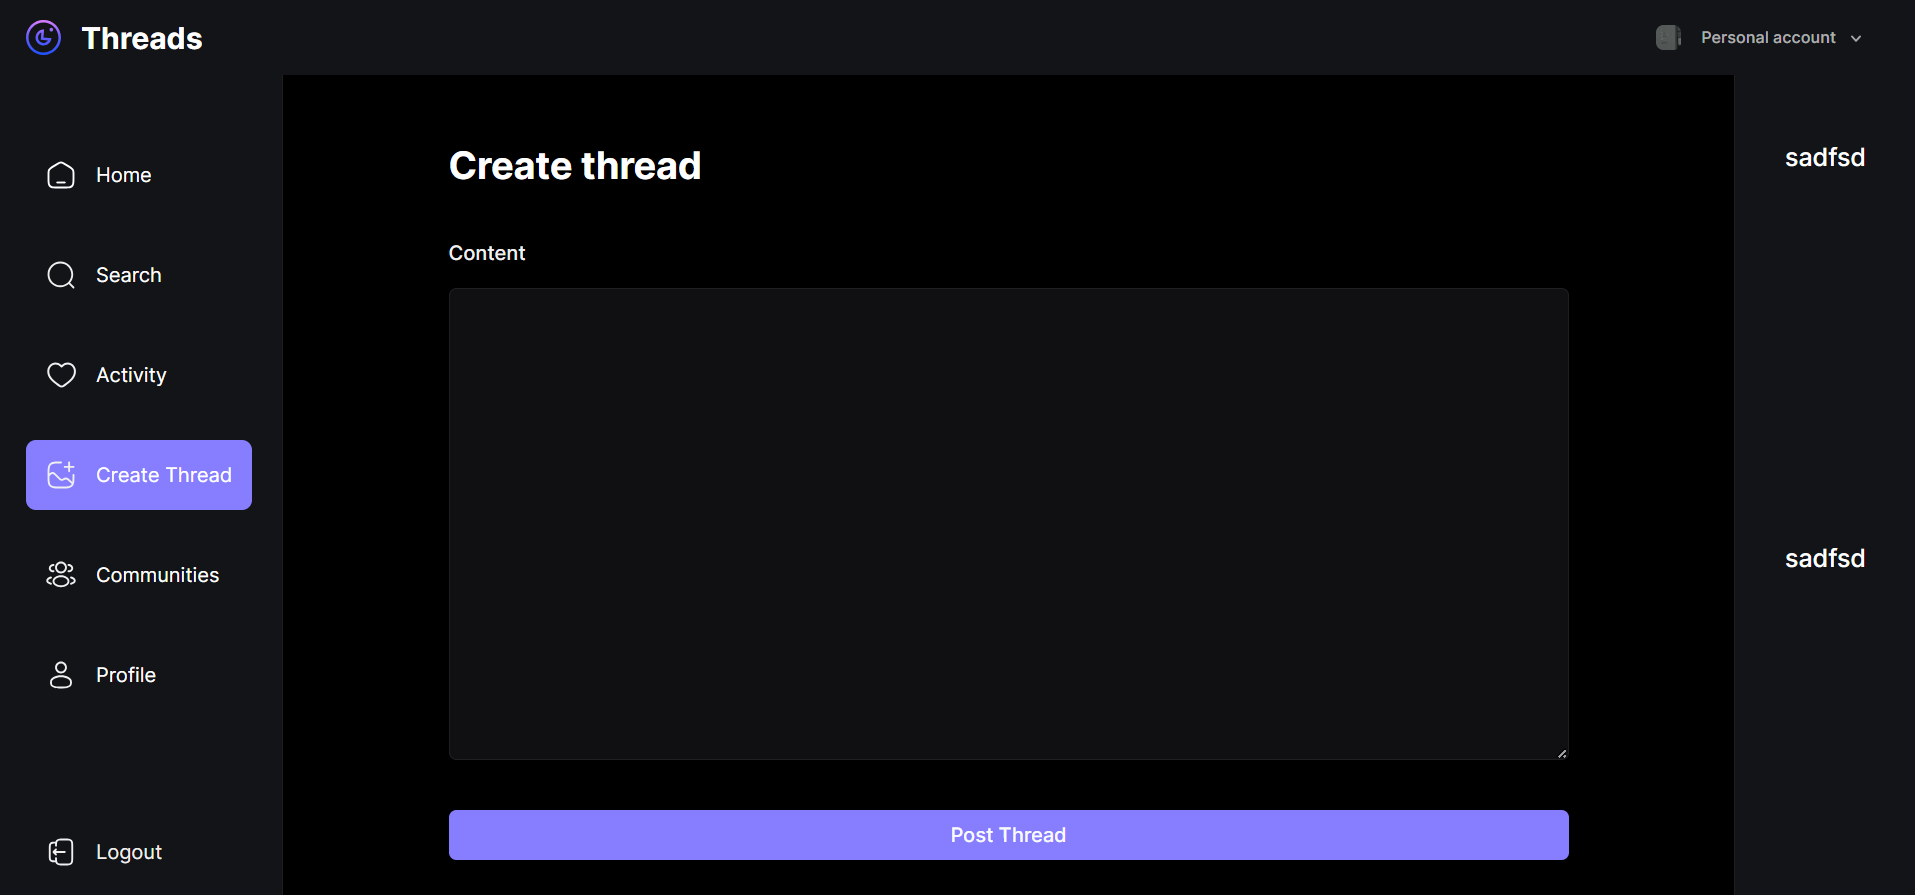 Threads
Personal account
Home
Search
Activity
Create Thread
Communities
Profile
Logout
Create thread
Content
Post Thread
sadfsd
sadfsd